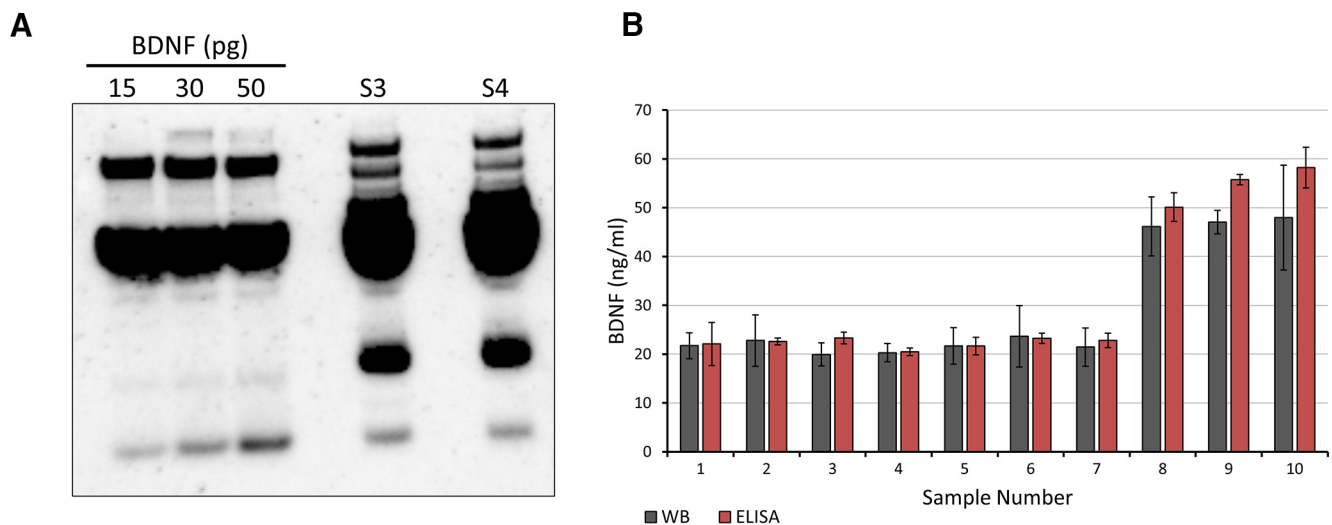 A
BDNF (pg)
15 30 50 S3 S4
B
BDNF (ng/ml)
70
60
50
40
30
20
10
0
1 2 3 4 5 6 7 8 9 10
Sample Number
WB ELISA